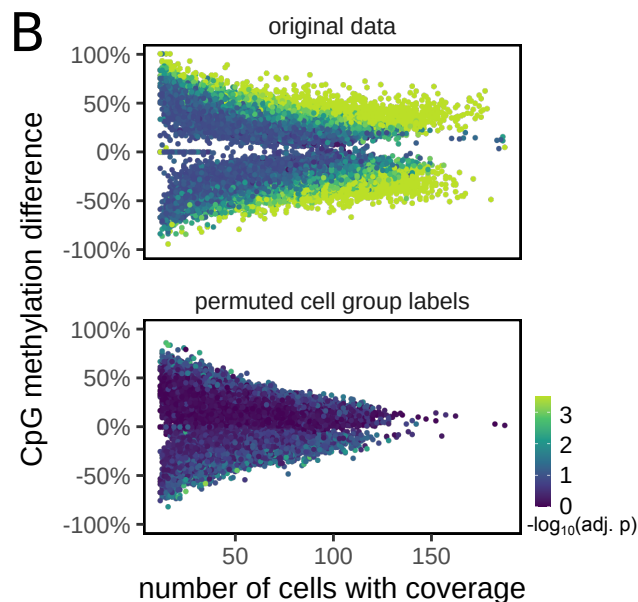 B
original data
100%
50%
0%
-50%
-100%
permuted cell group labels
100%
50%
0%
-50%
-100%
CpG methylation difference
50
100
150
number of cells with coverage
3
2
1
0
-log10(adj. p)